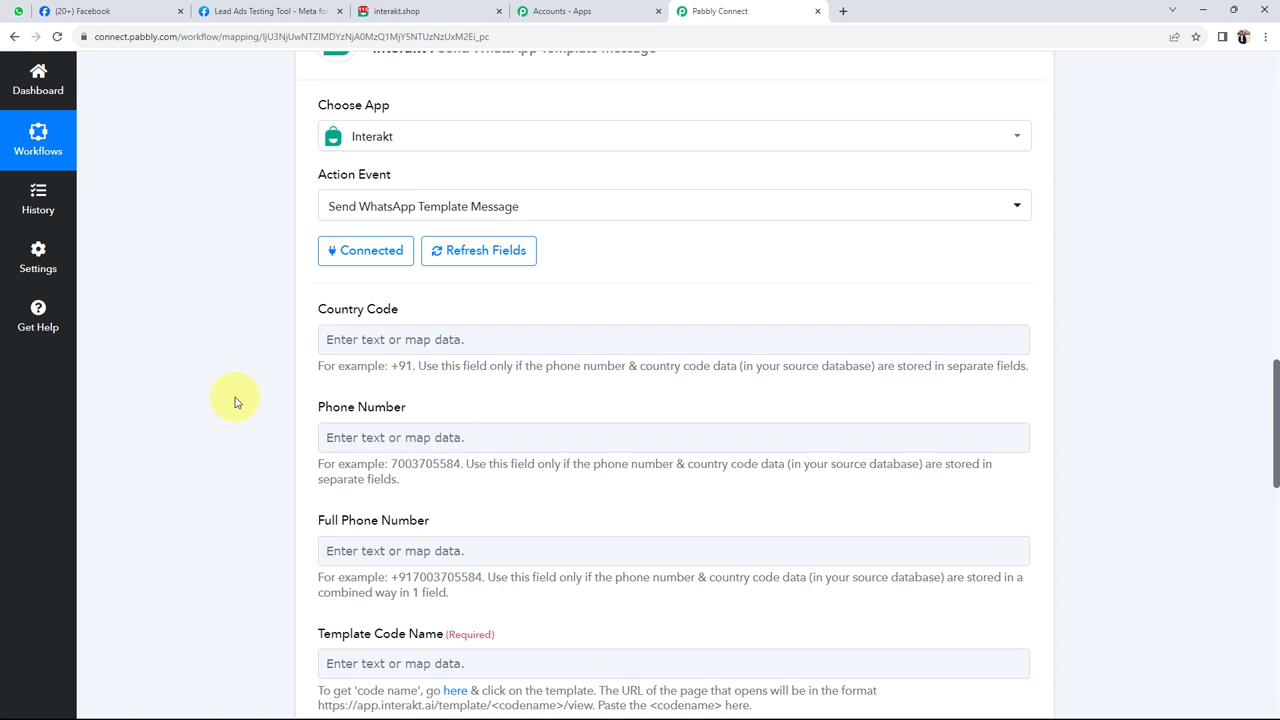 (20+) Facebook
Lead Ads Testing Tool - Meta for
interakt.shop
Accounts - Apps
Pabbly Connect
connect.pabbly.com/workflow/mapping/IjU3NjUwNTZlMDYzNjA0MzQ1MjY5NTUzNzUxM2Ei_pc
Dashboard
Workflows
History
Settings
Get Help
Interakt : Send WhatsApp Template Message
Choose App
Interakt
Action Event
Send WhatsApp Template Message
Connected
Refresh Fields
Country Code
Enter text or map data.
For example: +91. Use this field only if the phone number & country code data (in your source database) are stored in separate fields.
Phone Number
Enter text or map data.
For example: 7003705584. Use this field only if the phone number & country code data (in your source database) are stored in
separate fields.
Full Phone Number
Enter text or map data.
For example: +917003705584. Use this field only if the phone number & country code data (in your source database) are stored in a
combined way in 1 field.
Template Code Name (Required)
Enter text or map data.
To get 'code name', go here & click on the template. The URL of the page that opens will be in the format
https://app.interakt.ai/template/<codename>/view. Paste the <codename> here.